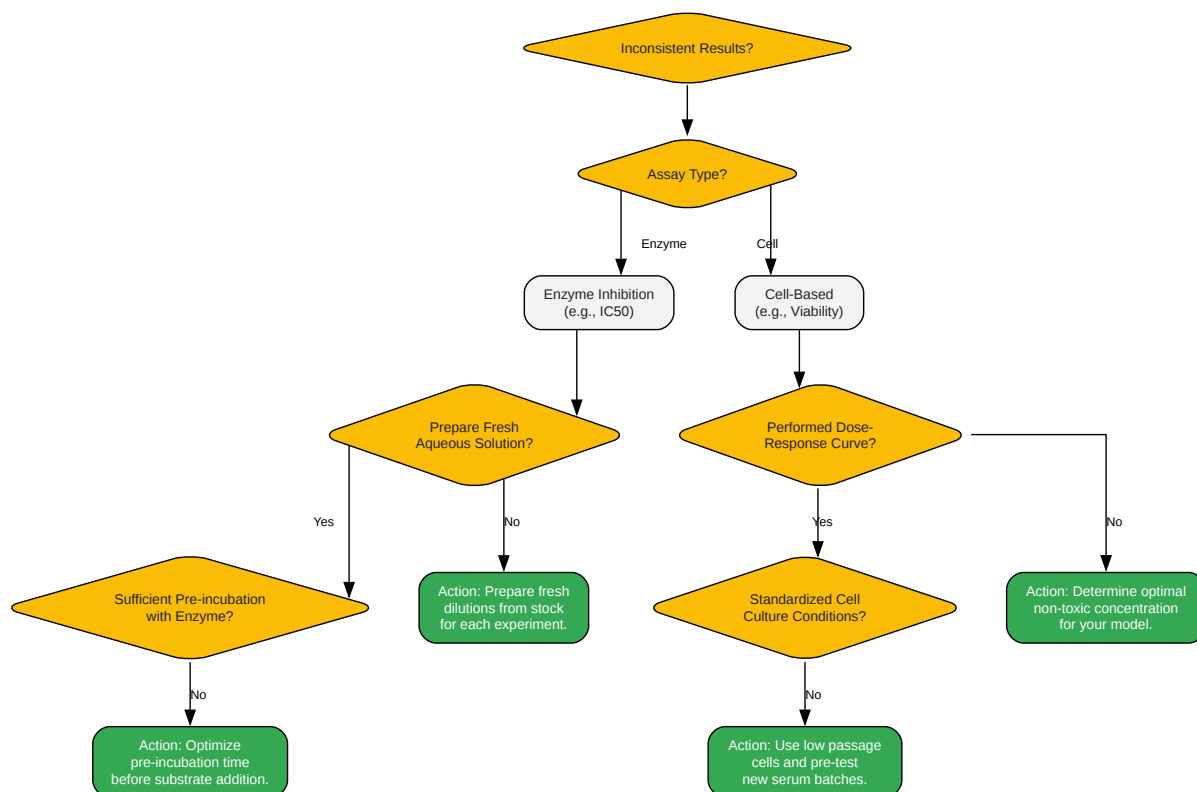 Inconsistent Results?
Assay Type?
Enzyme
Cell
Enzyme Inhibition
(e.g., IC50)
Cell-Based
(e.g., Viability)
Prepare Fresh
Aqueous Solution?
Performed Dose-
Response Curve?
Yes
No
Yes
No
Sufficient Pre-incubation
with Enzyme?
Action: Prepare fresh
dilutions from stock
for each experiment.
Standardized Cell
Culture Conditions?
Action: Determine optimal
non-toxic concentration
for your model.
No
No
Action: Optimize
pre-incubation time
before substrate addition.
Action: Use low passage
cells and pre-test
new serum batches.